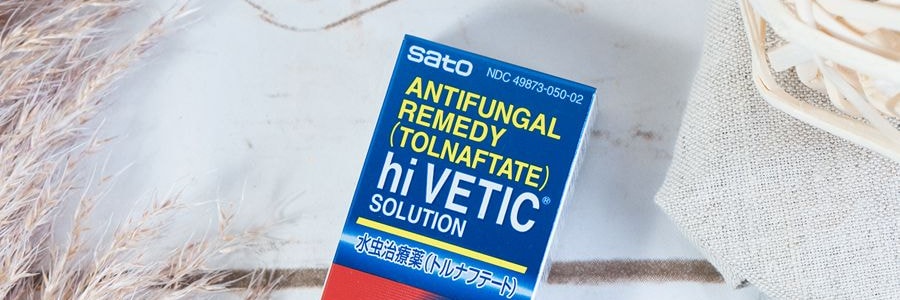 sato NDC 49873-050-02
ANTIFUNGAL
REMEDY
(TOLNAFTATE)
hi VETIC®
SOLUTION
水虫治療薬(トルナフテート)